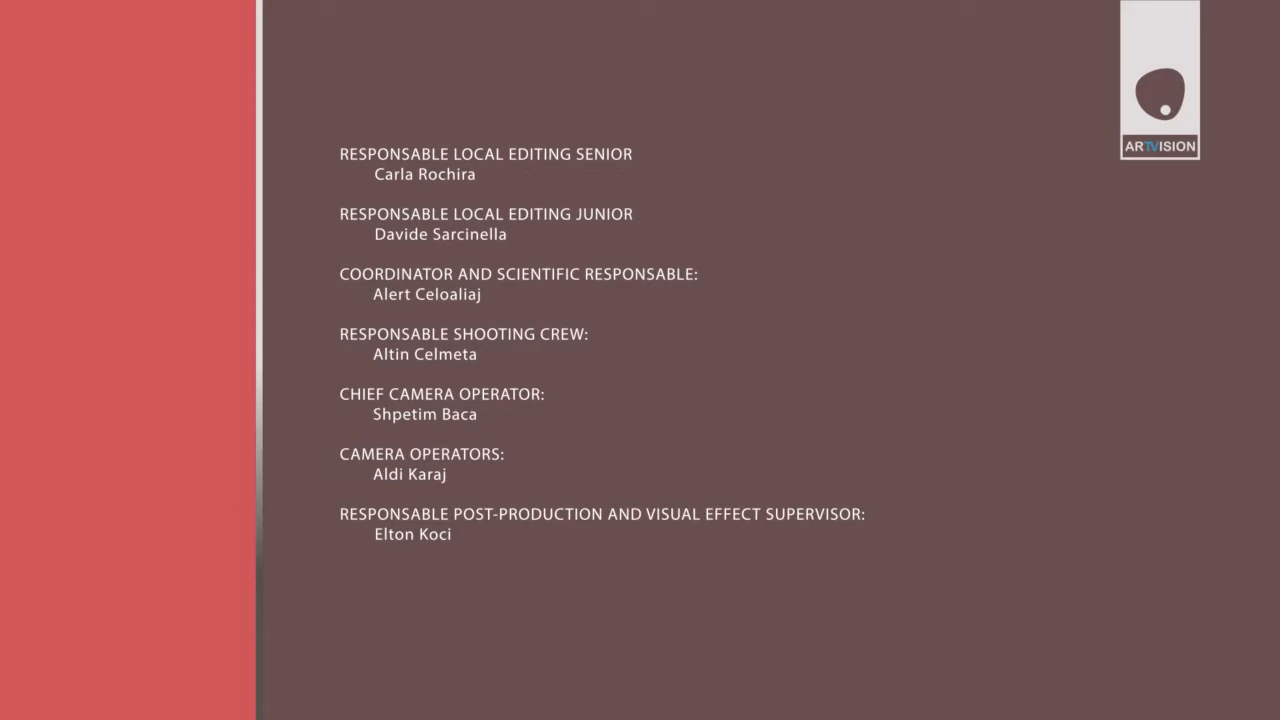 RESPONSABLE LOCAL EDITING SENIOR
Carla Rochira
RESPONSABLE LOCAL EDITING JUNIOR
Davide Sarcinella
COORDINATOR AND SCIENTIFIC RESPONSABLE:
Alert Celoaliaj
RESPONSABLE SHOOTING CREW:
Altin Celmeta
CHIEF CAMERA OPERATOR:
Shpetim Baca
CAMERA OPERATORS:
Aldi Karaj
RESPONSABLE POST-PRODUCTION AND VISUAL EFFECT SUPERVISOR:
Elton Koci
ARTVISION